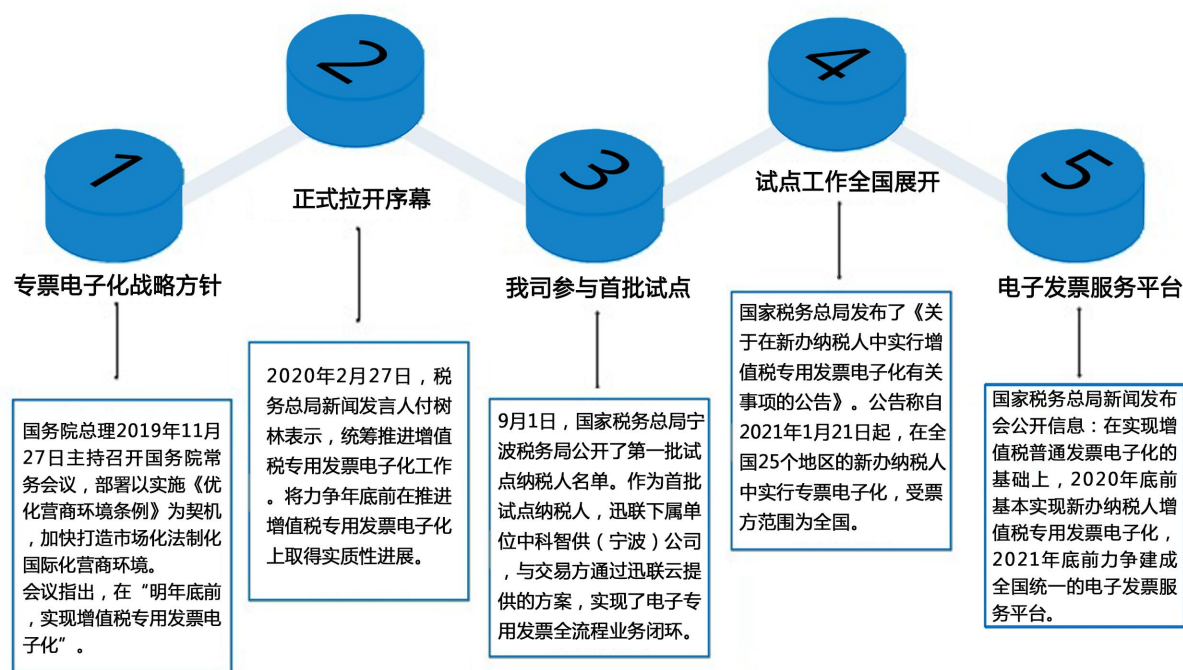 1
专票电子化战略方针
国务院总理2019年11月
27日主持召开国务院常
务会议，部署以实施《优
化营商环境条例》为契机
，加快打造市场化法制化
国际化营商环境。
会议指出，在“明年底前
，实现增值税专用发票电
子化”。
2
正式拉开序幕
2020年2月27日，税
务总局新闻发言人付树
林表示，统筹推进增值
税专用发票电子化工作
。将力争年底前在推进
增值税专用发票电子化
上取得实质性进展。
3
我司参与首批试点
9月1日，国家税务总局宁
波税务局公开了第一批试
点纳税人名单。作为首批
试点纳税人，迅联下属单
位中科智供（宁波）公司
，与交易方通过迅联云提
供的方案，实现了电子专
用发票全流程业务闭环。
4
试点工作全国展开
国家税务总局发布了《关
于在新办纳税人中实行增
值税专用发票电子化有关
事项的公告》。公告称自
2021年1月21日起，在全
国25个地区的新办纳税人
中实行专票电子化，受票
方范围为全国。
5
电子发票服务平台
国家税务总局新闻发布
会公开信息：在实现增
值税普通发票电子化的
基础上，2020年底前
基本实现新办纳税人增
值税专用发票电子化，
2021年底前力争建成
全国统一的电子发票服
务平台。